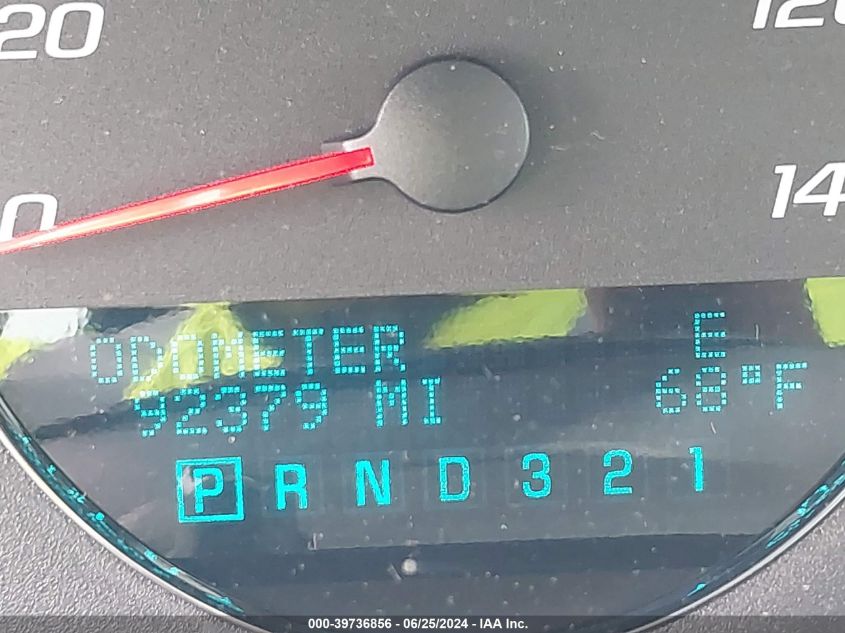 20
120
0
14
ODOMETER E
92379 MI 68°F
P R N D 3 2 1
000-39736856 - 06/25/2024 - IAA Inc.